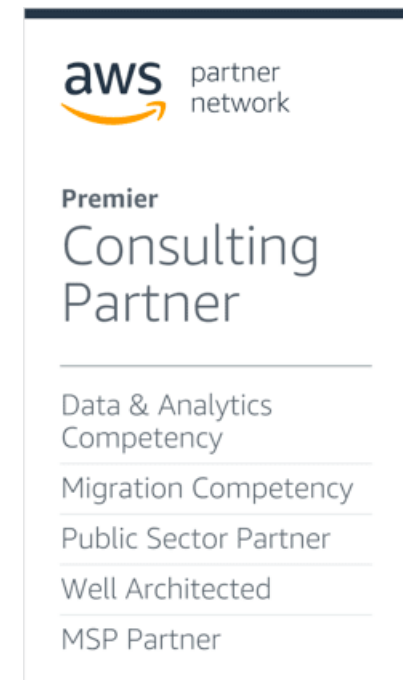 aws
partner
network
Premier
Consulting
Partner
Data & Analytics
Competency
Migration Competency
Public Sector Partner
Well Architected
MSP Partner